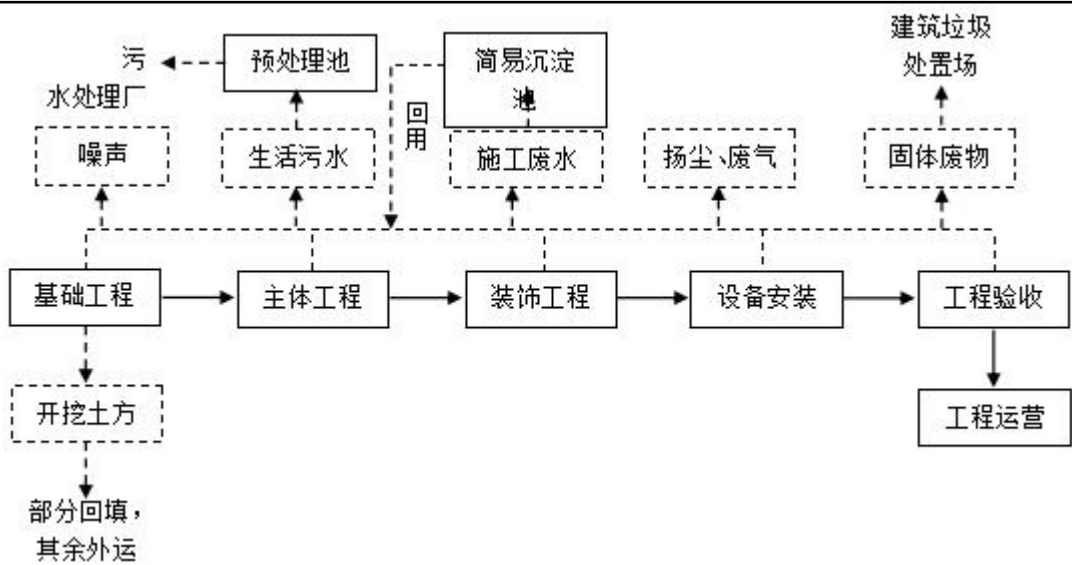 污
水处理厂
预处理池
回
用
简易沉淀
池
建筑垃圾
处置场
噪声
生活污水
施工废水
扬尘、废气
固体废物
基础工程
主体工程
装饰工程
设备安装
工程验收
开挖土方
工程运营
部分回填，
其余外运